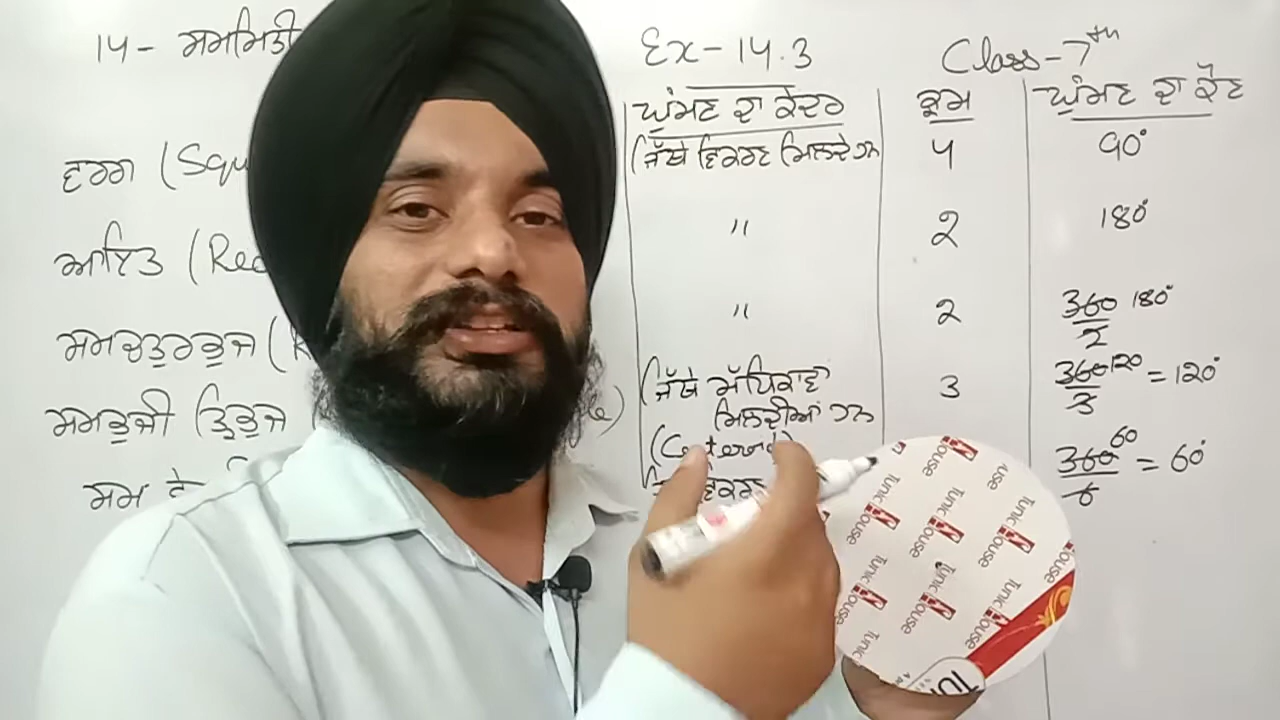 14- ਸਮਮਿਤੀ Ex-14.3 Class-7th
ਘੁੰਮਣ ਦਾ ਕੇਂਦਰ ਕ੍ਰਮ ਘੁੰਮਣ ਦਾ ਕੋਣ
ਵਰਗ (Squ ਜਿੱਥੇ ਵਿਕਰਣ ਮਿਲਦੇ ਹਨ 4 90°
ਆਇਤ (Rec " 2 180°
ਸਮਚਤੁਰਭੁਜ ( " 2 360/2 180°
ਸਮਭੁਜੀ ਤ੍ਰਿਭੁਜ ( ਜਿੱਥੇ ਮੱਧਿਕਾਵਾਂ 3 360/3 120 = 120°
ਮਿਲਦੀਆਂ ਹਨ
ਸਮ ਵਿਕਰਣ 360/6 60 = 60°
Tunic House